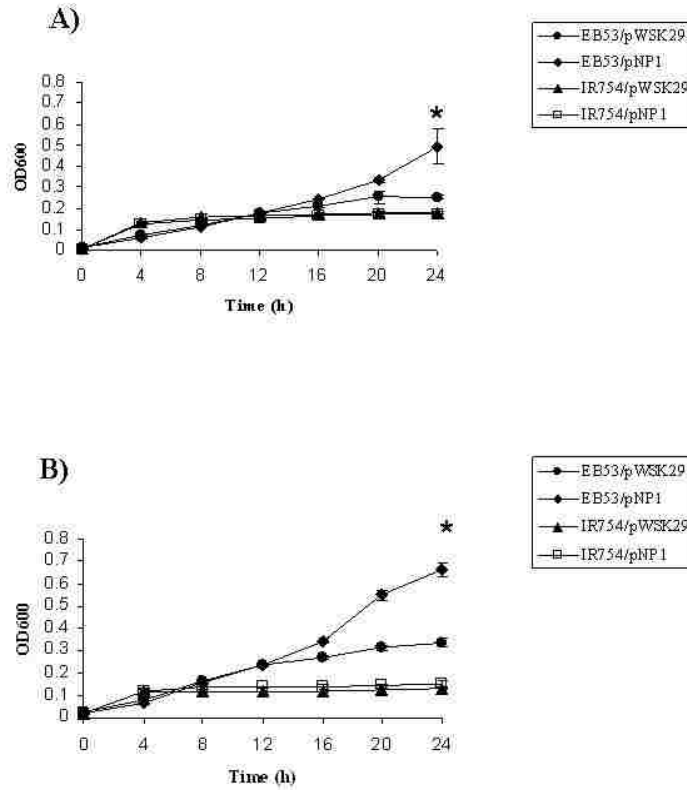 A)
EB53/pWSK29
EB53/pNP1
IR754/pWSK29
IR754/pNP1
0.8
0.7
0.6
0.5
0.4
0.3
0.2
0.1
0
OD600
*
0 4 8 12 16 20 24
Time (h)
B)
EB53/pWSK29
EB53/pNP1
IR754/pWSK29
IR754/pNP1
0.8
0.7
0.6
0.5
0.4
0.3
0.2
0.1
0
OD600
*
0 4 8 12 16 20 24
Time (h)